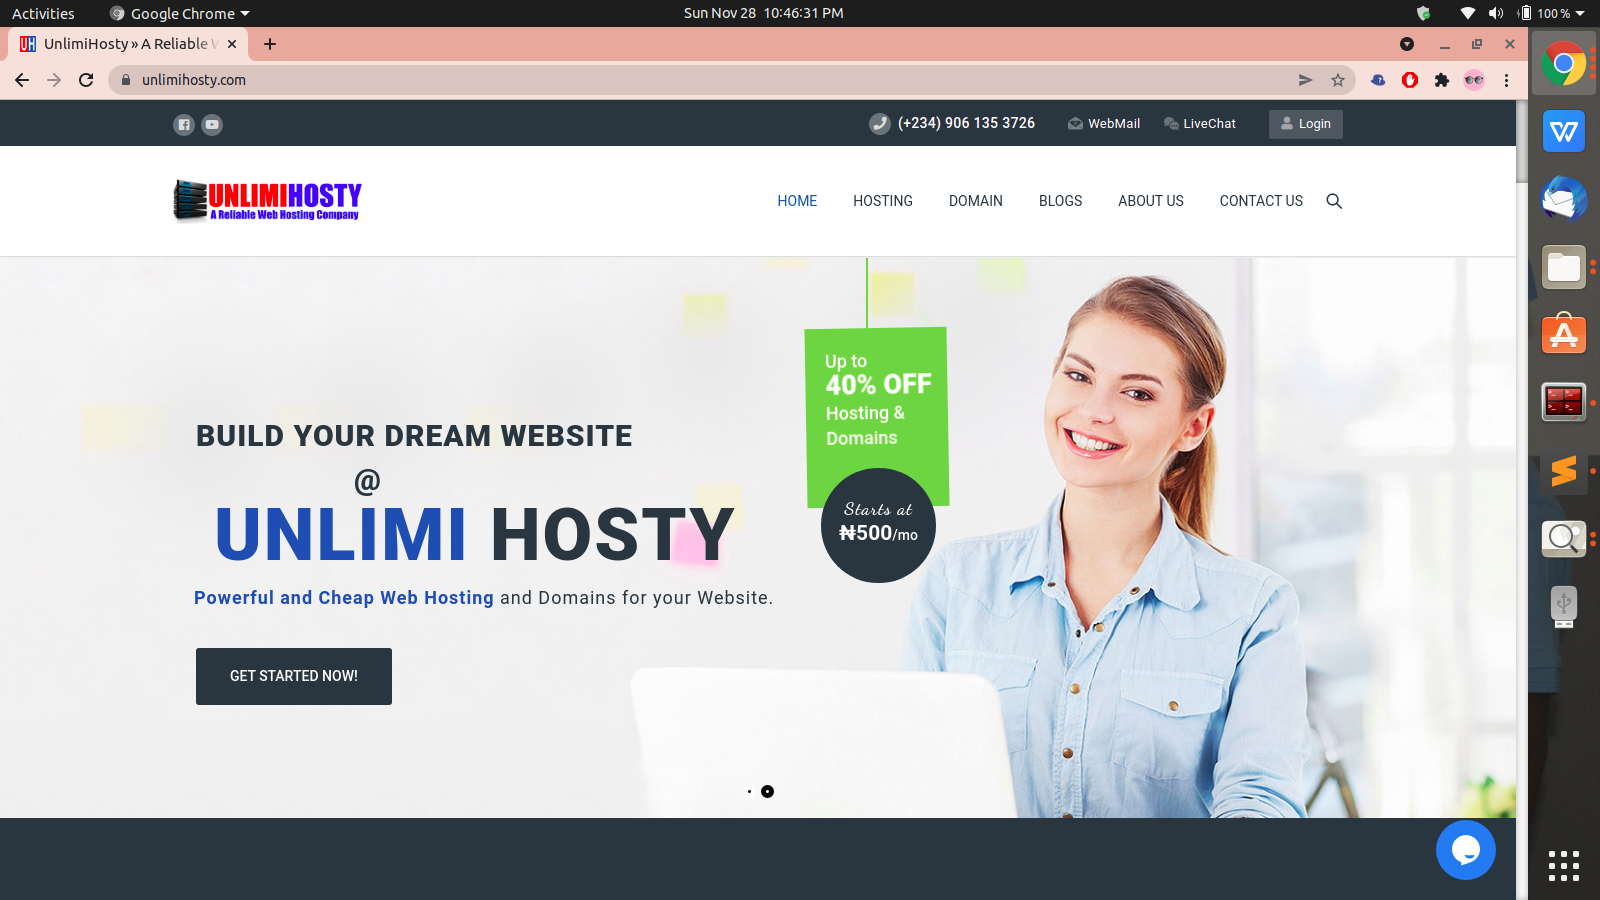 Activities
Google Chrome
Sun Nov 28 10:46:31 PM
100 %
UH
UnlimiHosty » A Reliable W
unlimihosty.com
(+234) 906 135 3726
WebMail
LiveChat
Login
UNLIMIHOSTY
A Reliable Web Hosting Company
HOME
HOSTING
DOMAIN
BLOGS
ABOUT US
CONTACT US
Up to
40% OFF
Hosting &
Domains
Starts at
₦500/mo
BUILD YOUR DREAM WEBSITE
@
UNLIMI HOSTY
Powerful and Cheap Web Hosting and Domains for your Website.
GET STARTED NOW!